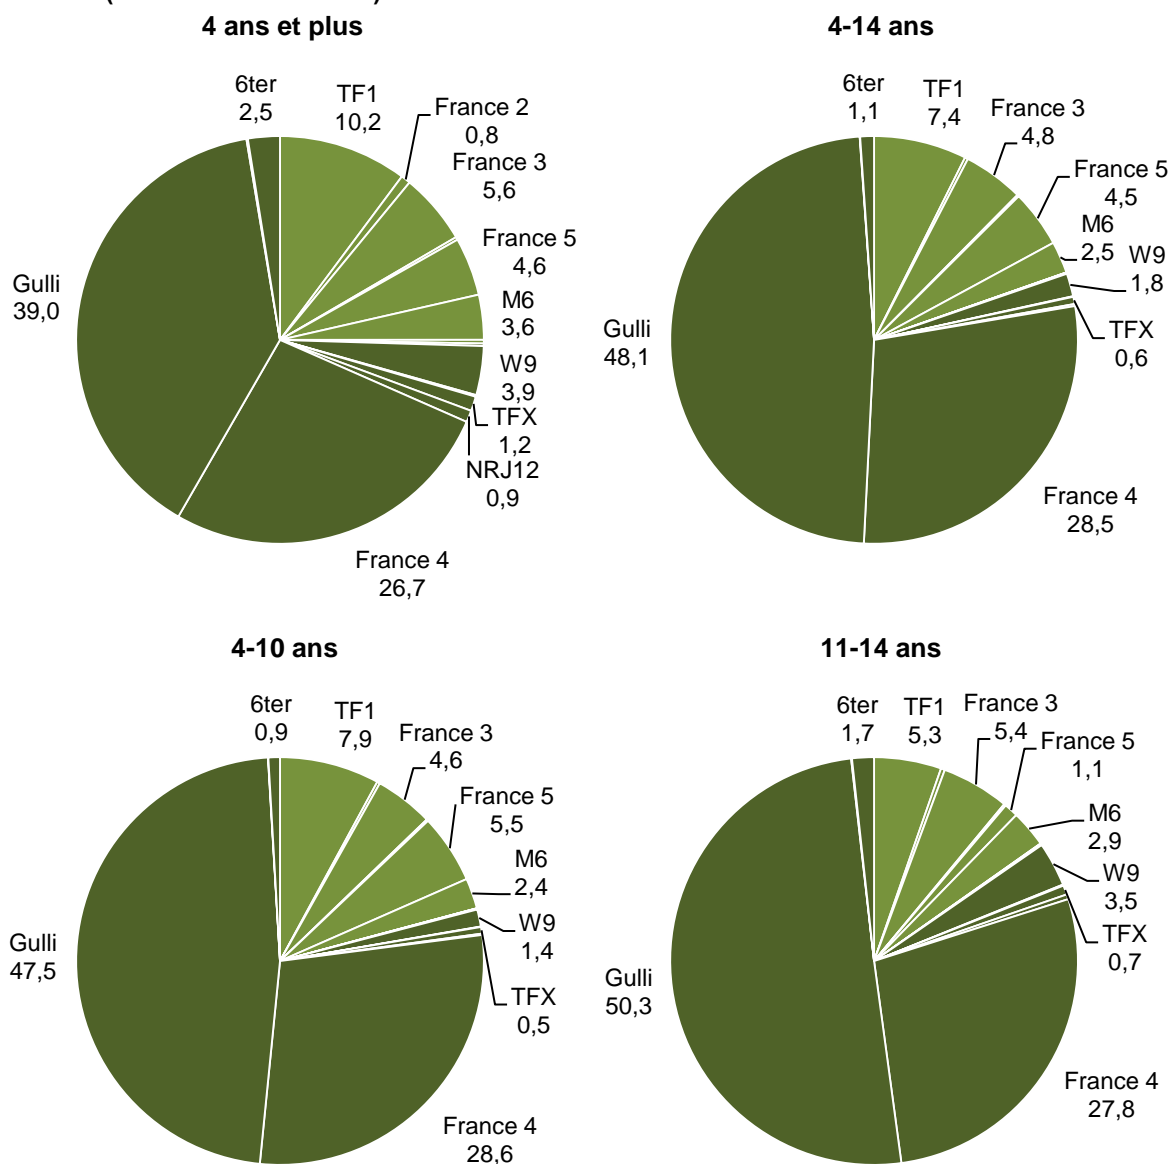 4 ans et plus
6ter
2,5
TF1
10,2
France 2
0,8
France 3
5,6
France 5
4,6
M6
3,6
W9
3,9
TFX
1,2
NRJ12
0,9
France 4
26,7
Gulli
39,0
4-14 ans
6ter
1,1
TF1
7,4
France 3
4,8
France 5
4,5
M6
2,5
W9
1,8
TFX
0,6
France 4
28,5
Gulli
48,1
4-10 ans
6ter
0,9
TF1
7,9
France 3
4,6
France 5
5,5
M6
2,4
W9
1,4
TFX
0,5
France 4
28,6
Gulli
47,5
11-14 ans
6ter
1,7
TF1
5,3
France 3
5,4
France 5
1,1
M6
2,9
W9
3,5
TFX
0,7
France 4
27,8
Gulli
50,3